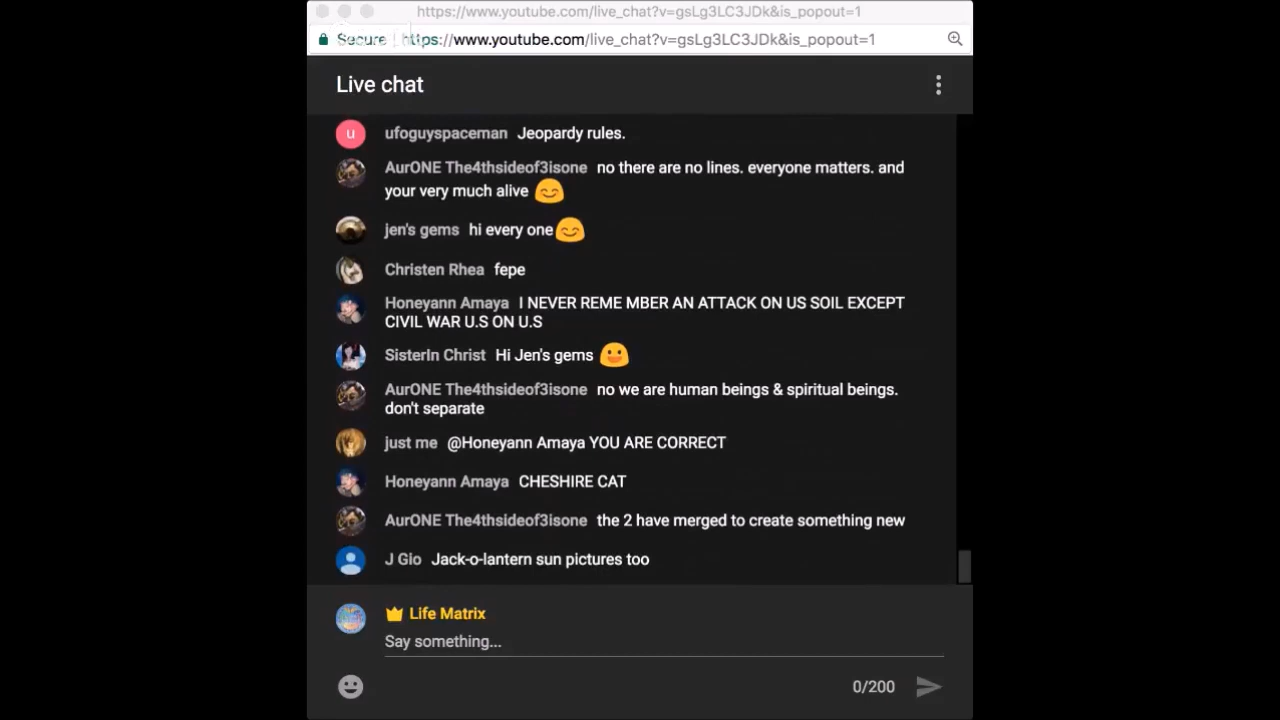 https://www.youtube.com/live_chat?v=gsLg3LC3JDk&is_popout=1
Secure https://www.youtube.com/live_chat?v=gsLg3LC3JDk&is_popout=1
Live chat
u ufoguyspaceman Jeopardy rules.
AurONE The4thsideof3isone no there are no lines. everyone matters. and
your very much alive
jen's gems hi every one
Christen Rhea fepe
Honeyann Amaya I NEVER REME MBER AN ATTACK ON US SOIL EXCEPT
CIVIL WAR U.S ON U.S
SisterIn Christ Hi Jen's gems
AurONE The4thsideof3isone no we are human beings & spiritual beings.
don't separate
just me @Honeyann Amaya YOU ARE CORRECT
Honeyann Amaya CHESHIRE CAT
AurONE The4thsideof3isone the 2 have merged to create something new
J Glo Jack-o-lantern sun pictures too
Life Matrix
Say something...
0/200